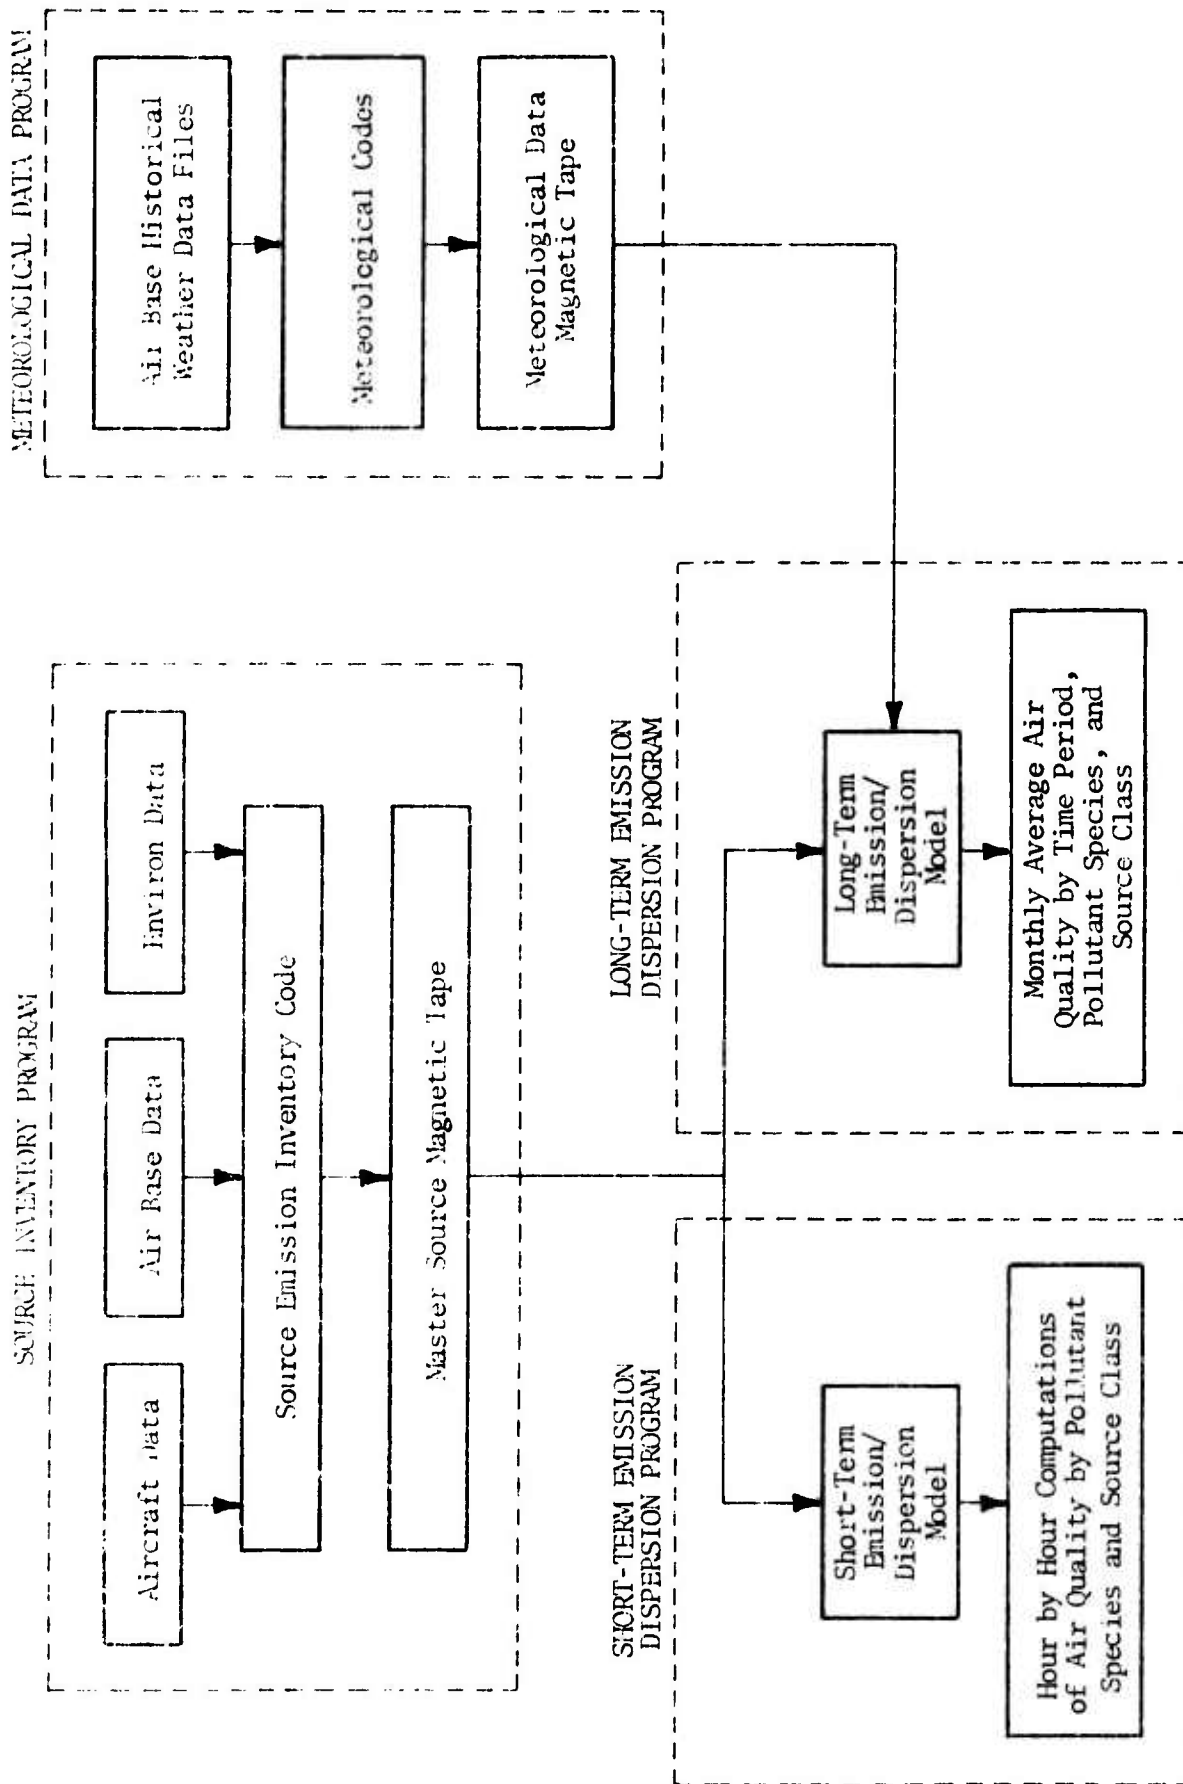 SOURCE INVENTORY PROGRAM
Aircraft Data
Air Base Data
Environ Data
Source Emission Inventory Code
Master Source Magnetic Tape
METEOROLOGICAL DATA PROGRAM
Air Base Historical
Weather Data Files
Meteorological Codes
Meteorological Data
Magnetic Tape
SHORT-TERM EMISSION
DISPERSION PROGRAM
Short-Term
Emission/
Dispersion
Model
Hour by Hour Computations
of Air Quality by Pollutant
Species and Source Class
LONG-TERM EMISSION
DISPERSION PROGRAM
Long-Term
Emission/
Dispersion
Model
Monthly Average Air
Quality by Time Period,
Pollutant Species, and
Source Class